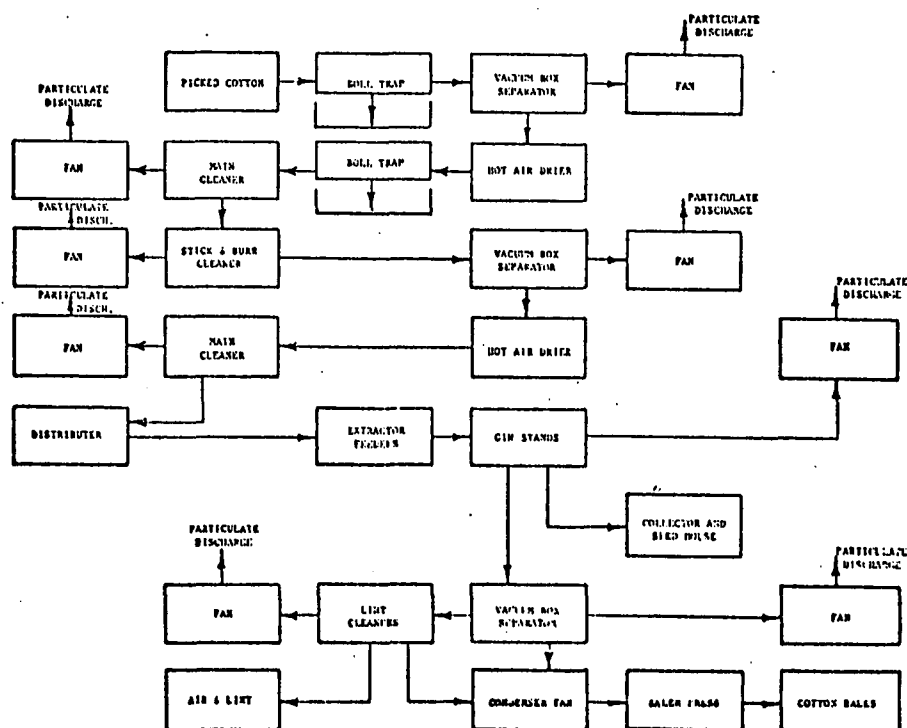 PARTICULATE
DISCHARGE
PICKED COTTON
BOLL TRAP
VACUUM BOX
SEPARATOR
FAN
PARTICULATE
DISCHARGE
FAN
MAIN
CLEANER
BOLL TRAP
HOT AIR DRIER
PARTICULATE
DISCH.
FAN
STICK & BURR
CLEANER
VACUUM BOX
SEPARATOR
FAN
PARTICULATE
DISCHARGE
PARTICULATE
DISCH.
FAN
MAIN
CLEANER
HOT AIR DRIER
PARTICULATE
DISCHARGE
FAN
DISTRIBUTER
EXTRACTOR
FEEDERS
GIN STANDS
COLLECTOR AND
SEED HOUSE
PARTICULATE
DISCHARGE
FAN
LINT
CLEANERS
VACUUM BOX
SEPARATOR
PARTICULATE
DISCHARGE
FAN
AIR & LINT
CONDENSER FAN
BALER PRESS
COTTON BALES